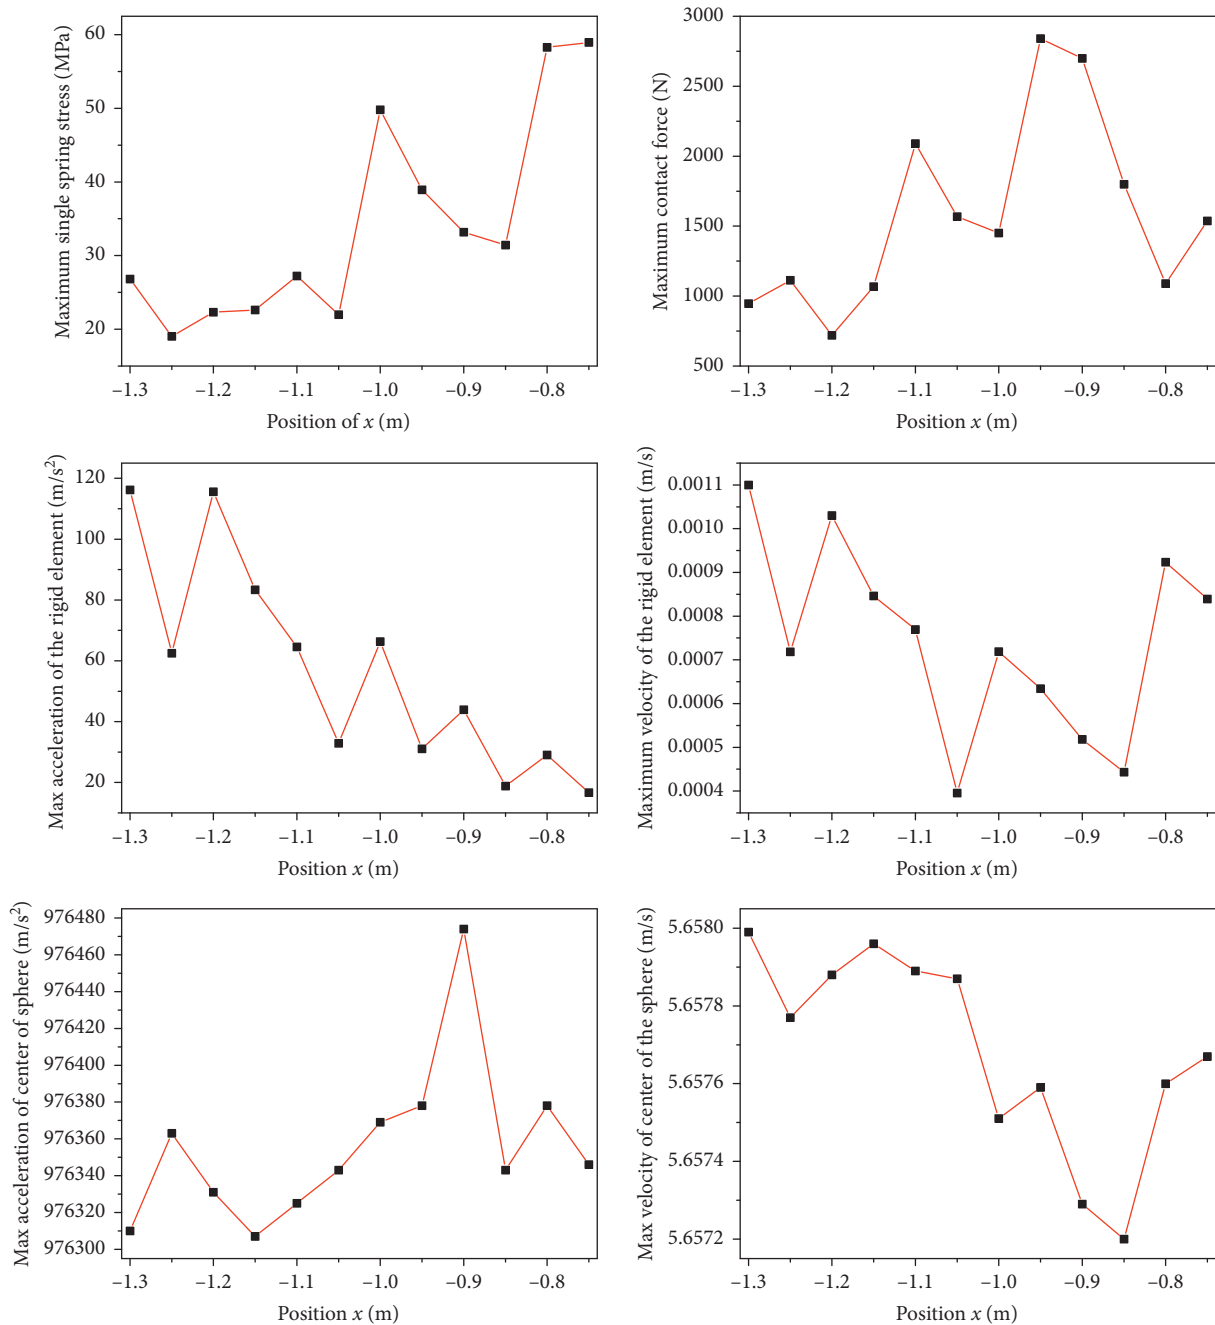 Maximum single spring stress (MPa)
60
50
40
30
20
−1.3 −1.2 −1.1 −1.0 −0.9 −0.8
Position of x (m)
Maximum contact force (N)
3000
2500
2000
1500
1000
500
−1.3 −1.2 −1.1 −1.0 −0.9 −0.8
Position x (m)
Max acceleration of the rigid element (m/s²)
120
100
80
60
40
20
−1.3 −1.2 −1.1 −1.0 −0.9 −0.8
Position x (m)
Maximum velocity of the rigid element (m/s)
0.0011
0.0010
0.0009
0.0008
0.0007
0.0006
0.0005
0.0004
−1.3 −1.2 −1.1 −1.0 −0.9 −0.8
Position x (m)
Max acceleration of center of sphere (m/s²)
976480
976460
976440
976420
976400
976380
976360
976340
976320
976300
−1.3 −1.2 −1.1 −1.0 −0.9 −0.8
Position x (m)
Max velocity of center of the sphere (m/s)
5.6580
5.6578
5.6576
5.6574
5.6572
−1.3 −1.2 −1.1 −1.0 −0.9 −0.8
Position x (m)